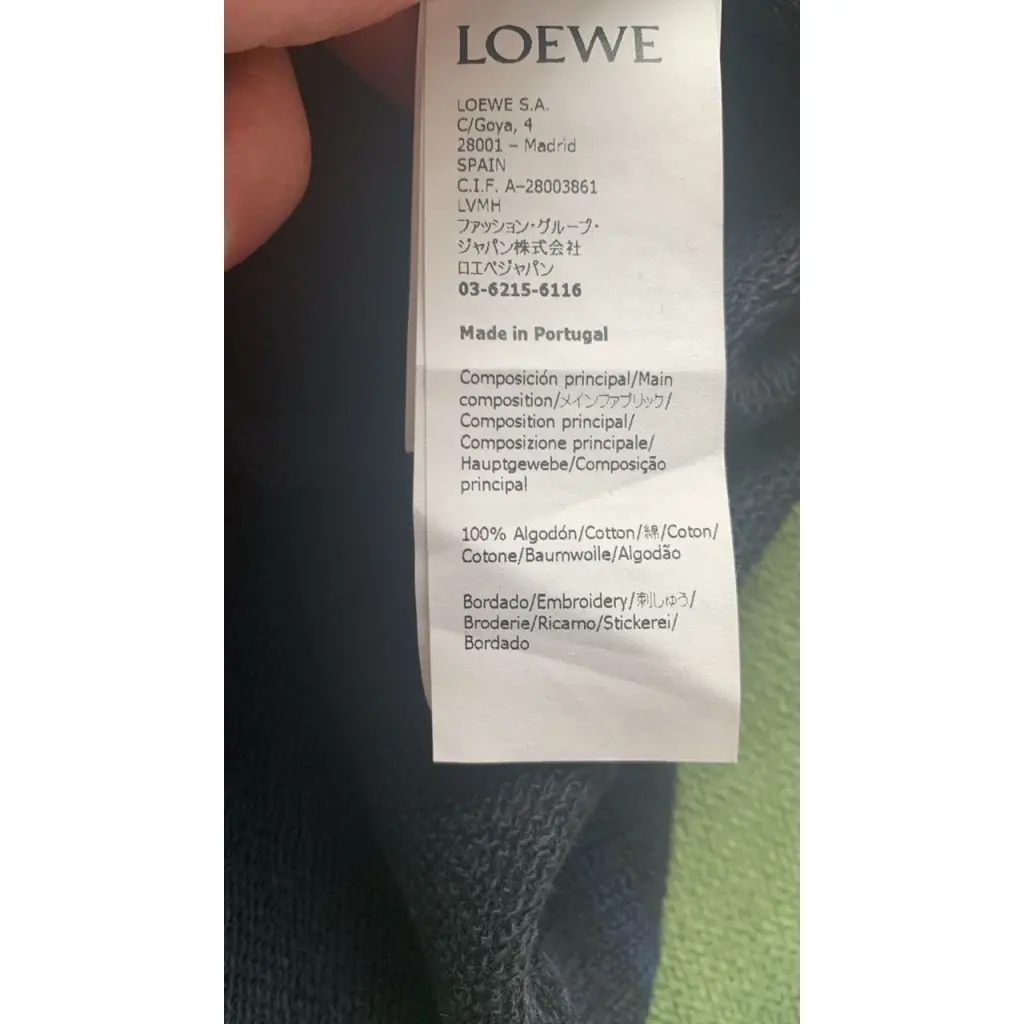 LOEWE
LOEWE S.A.
C/Goya, 4
28001 – Madrid
SPAIN
C.I.F. A–28003861
LVMH
ファッション・グループ・
ジャパン株式会社
ロエベジャパン
03-6215-6116
Made in Portugal
Composición principal/Main
composition/メインファブリック/
Composition principal/
Composizione principale/
Hauptgewebe/Composição
principal
100% Algodón/Cotton/綿/Coton/
Cotone/Baumwolle/Algodão
Bordado/Embroidery/刺しゅう/
Broderie/Ricamo/Stickerei/
Bordado